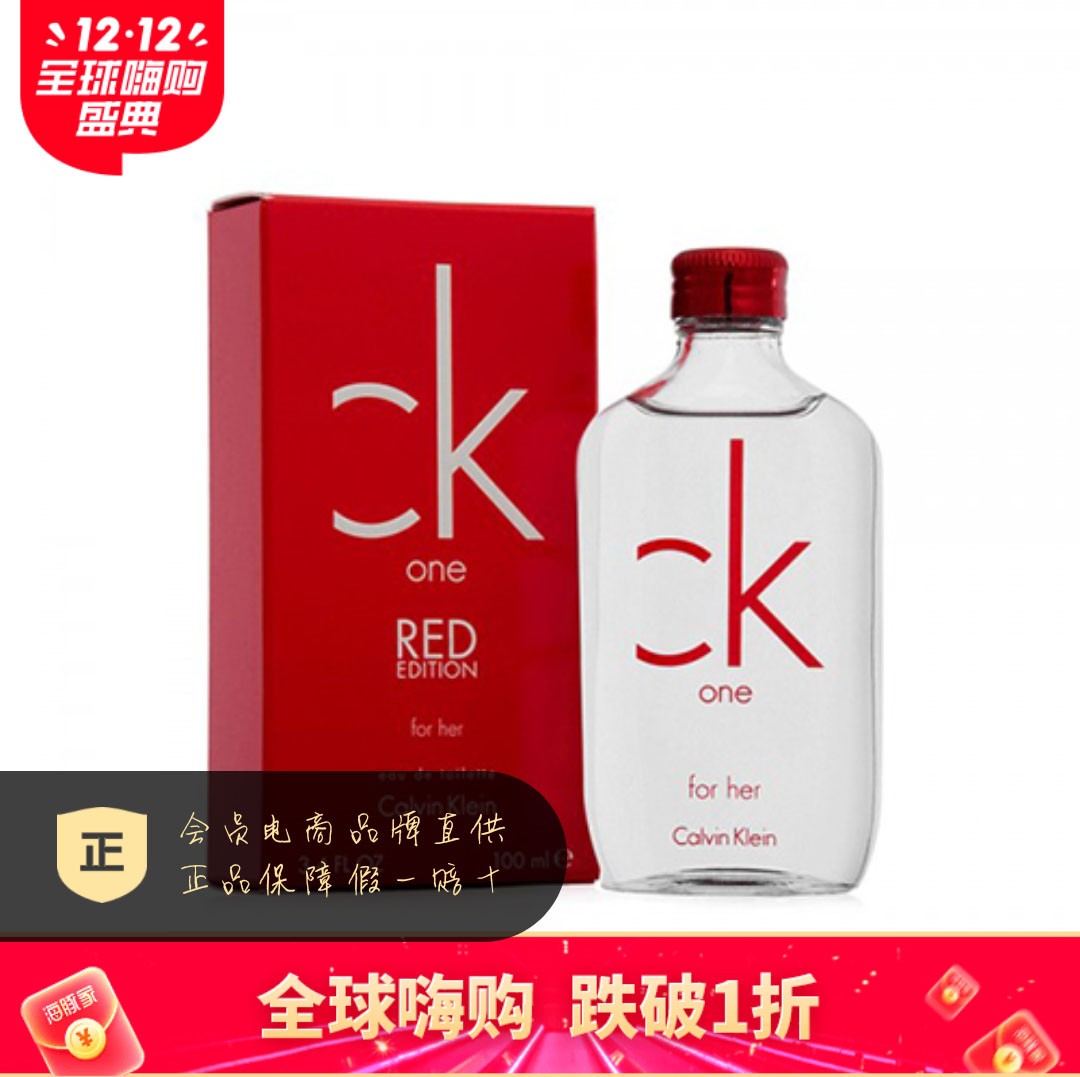 12·12
全球嗨购
盛典
ck
one
RED
EDITION
for her
eau de toilette
Calvin Klein
100 ml e
ck
one
for her
Calvin Klein
正
会员电商品牌直供
正品保障假一赔十
海豚家
¥
全球嗨购 跌破1折